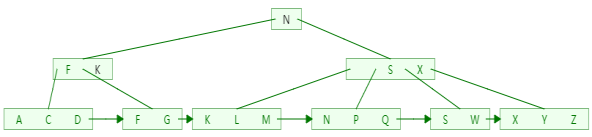 N
F K
S X
A C D F G K L M N P Q S W X Y Z